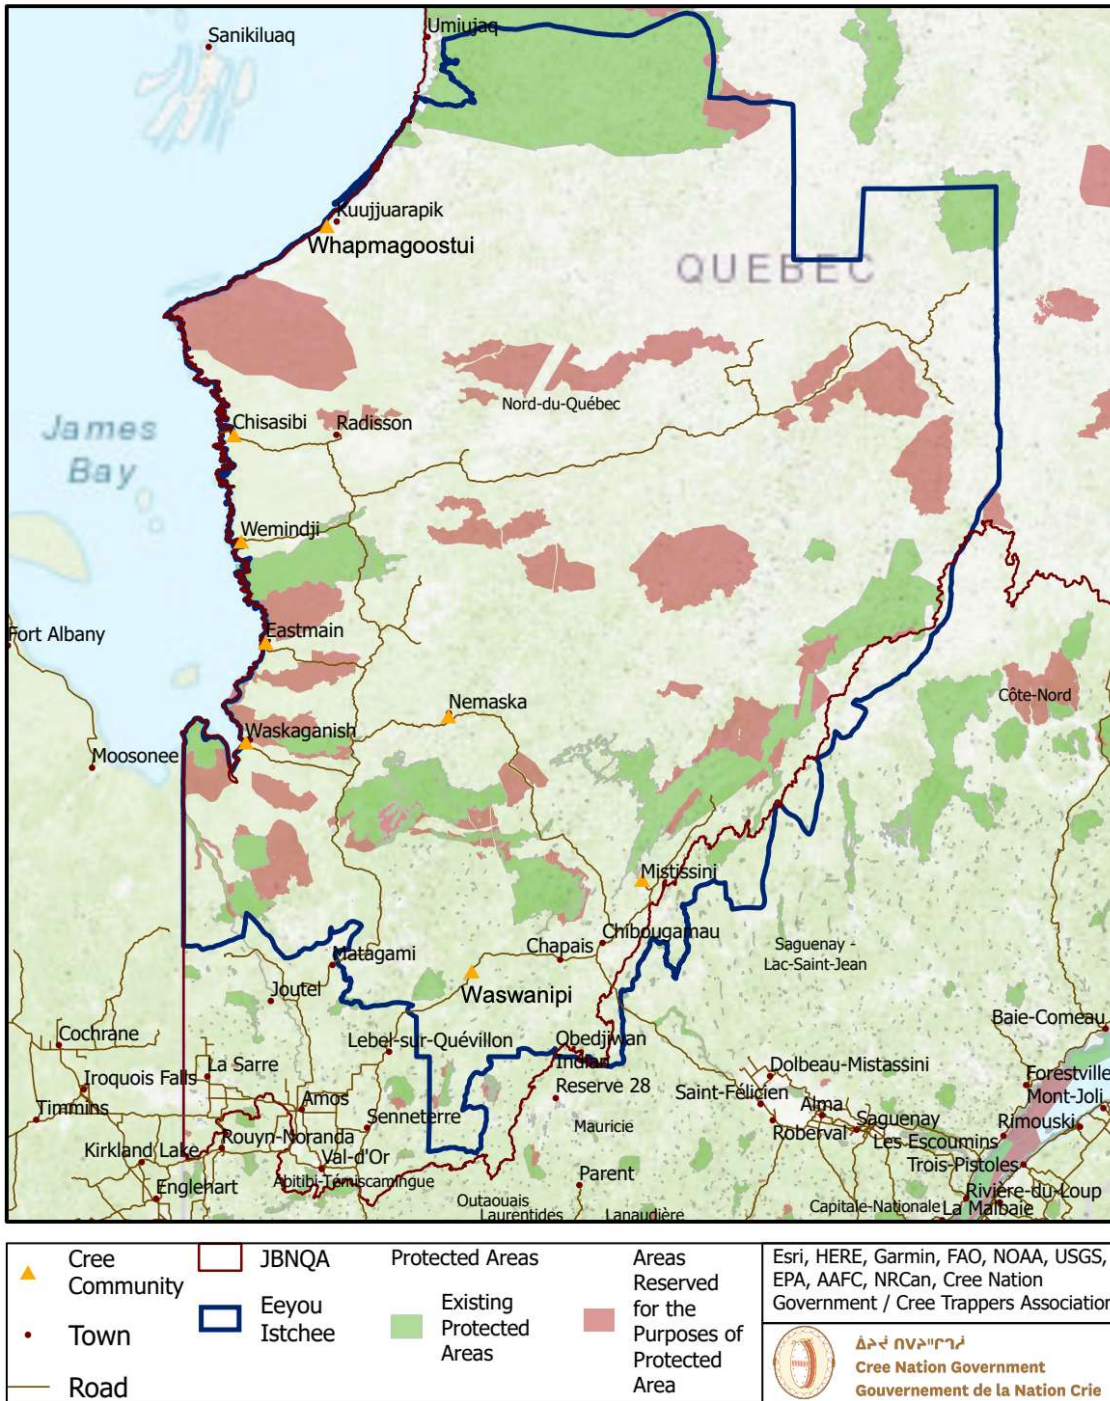 Umiujaq
Sanikiluaq
Kuujjuarapik
Whapmagoostui
QUEBEC
Nord-du-Québec
James
Bay
Chisasibi
Radisson
Wemindji
Eastmain
Fort Albany
Nemaska
Côte-Nord
Waskaganish
Moosonee
Mistissini
Chibougamau
Chapais
Saguenay -
Lac-Saint-Jean
Matagami
Joutel
Waswanipi
Baie-Comeau
Cochrane
Lebel-sur-Quévillon
Obedjiwan
Indian
Reserve 28
La Sarre
Dolbeau-Mistassini
Forestville
Iroquois Falls
Saint-Félicien
Mont-Joli
Timmins
Amos
Senneterre
Mauricie
Alma
Saguenay
Rimouski
Roberval
Les Escoumins
Kirkland Lake
Rouyn-Noranda
Val-d'Or
Trois-Pistoles
Abitibi-Témiscamingue
Parent
Englehart
Rivière-du-Loup
Outaouais
Laurentides
Lanaudière
Capitale-Nationale
La Malbaie
Cree
Community
Town
Road
JBNQA
Eeyou
Istchee
Protected Areas
Existing
Protected
Areas
Areas
Reserved
for the
Purposes of
Protected
Area
Esri, HERE, Garmin, FAO, NOAA, USGS,
EPA, AAFC, NRCan, Cree Nation
Government / Cree Trappers Association
Cree Nation Government
Gouvernement de la Nation Crie